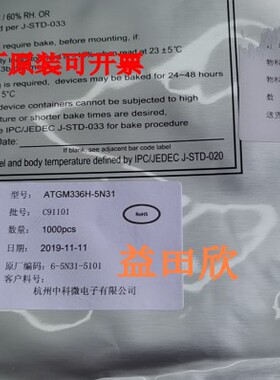 / 60% RH. OR
d per J-STD-033
require bake, before mounting, if:
when read at 23 ± 5°C
原装可开票
required, devices may be baked for 24~48 hours
5°C
device containers cannot be subjected to high
rature or shorter bake times are desired,
e IPC/JEDEC J-STD-033 for bake procedure
If blank, see adjacent bar code label
el and body temperature defined by IPC/JEDEC J-STD-020
型号: ATGM336H-5N31
批号: C91101
RoHS
数量: 1000pcs
日期: 2019-11-11
原厂编码: 6-5N31-5101
客户料号:
杭州中科微电子有限公司
益田欣
物料
物料
送货